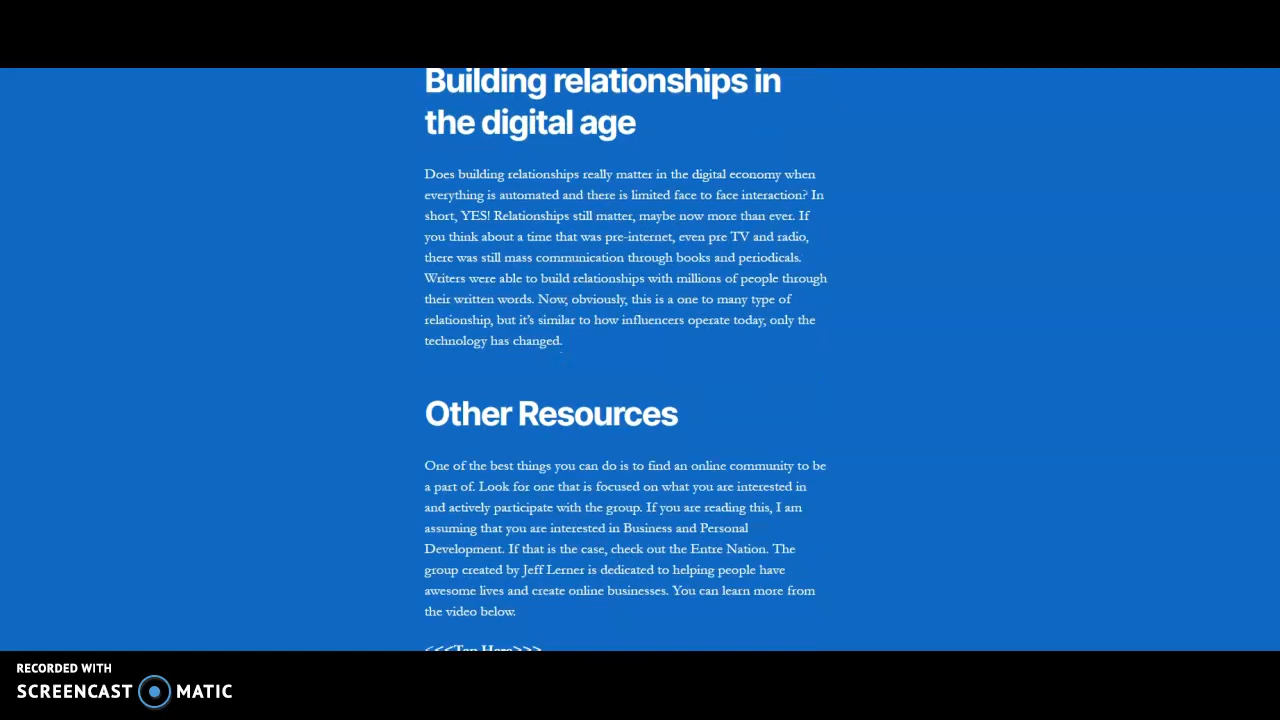 Building relationships in
the digital age
Does building relationships really matter in the digital economy when
everything is automated and there is limited face to face interaction? In
short, YES! Relationships still matter, maybe now more than ever. If
you think about a time that was pre-internet, even pre TV and radio,
there was still mass communication through books and periodicals.
Writers were able to build relationships with millions of people through
their written words. Now, obviously, this is a one to many type of
relationship, but it's similar to how influencers operate today, only the
technology has changed.
Other Resources
One of the best things you can do is to find an online community to be
a part of. Look for one that is focused on what you are interested in
and actively participate with the group. If you are reading this, I am
assuming that you are interested in Business and Personal
Development. If that is the case, check out the Entre Nation. The
group created by Jeff Lerner is dedicated to helping people have
awesome lives and create online businesses. You can learn more from
the video below.
<<<Tap Here>>>
RECORDED WITH
SCREENCAST MATIC